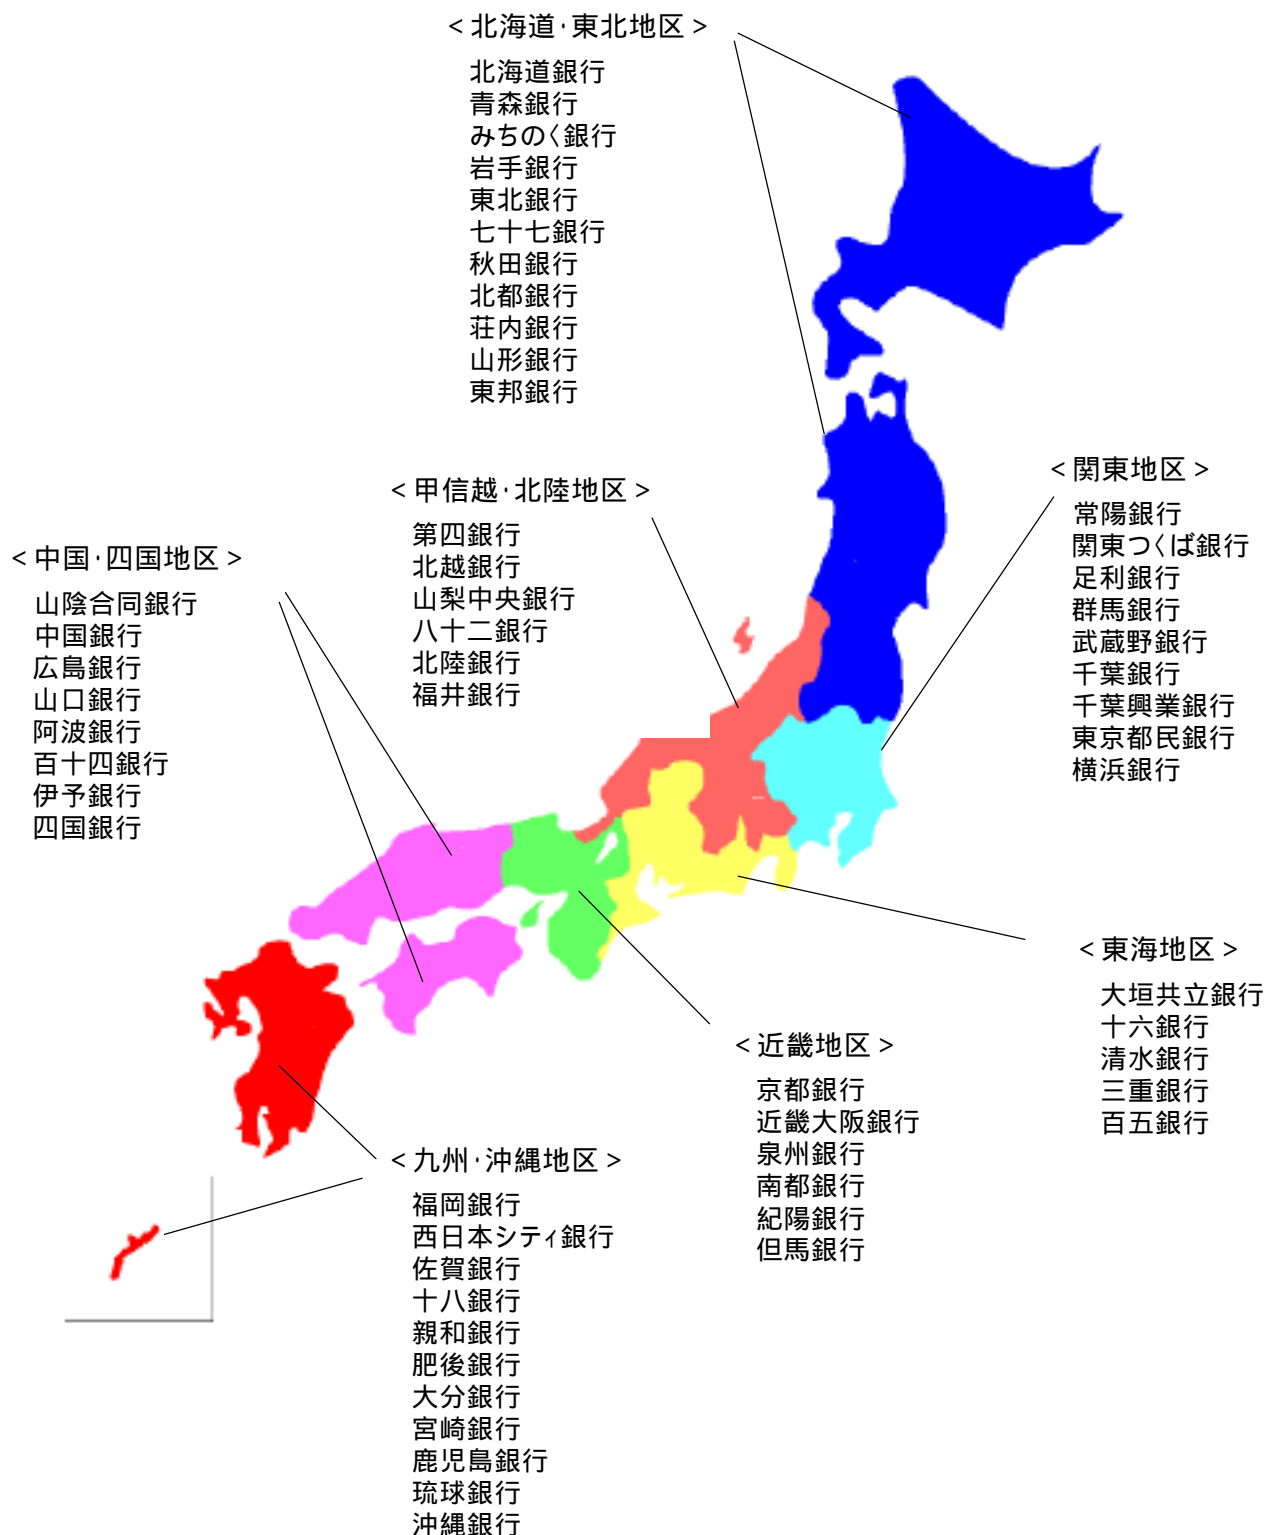 <北海道･東北地区>
北海道銀行
青森銀行
みちのく銀行
岩手銀行
東北銀行
七十七銀行
秋田銀行
北都銀行
荘内銀行
山形銀行
東邦銀行
<関東地区>
常陽銀行
関東つくば銀行
足利銀行
群馬銀行
武蔵野銀行
千葉銀行
千葉興業銀行
東京都民銀行
横浜銀行
<甲信越･北陸地区>
第四銀行
北越銀行
山梨中央銀行
八十二銀行
北陸銀行
福井銀行
<中国･四国地区>
山陰合同銀行
中国銀行
広島銀行
山口銀行
阿波銀行
百十四銀行
伊予銀行
四国銀行
<東海地区>
大垣共立銀行
十六銀行
清水銀行
三重銀行
百五銀行
<近畿地区>
京都銀行
近畿大阪銀行
泉州銀行
南都銀行
紀陽銀行
但馬銀行
<九州･沖縄地区>
福岡銀行
西日本シティ銀行
佐賀銀行
十八銀行
親和銀行
肥後銀行
大分銀行
宮崎銀行
鹿児島銀行
琉球銀行
沖縄銀行